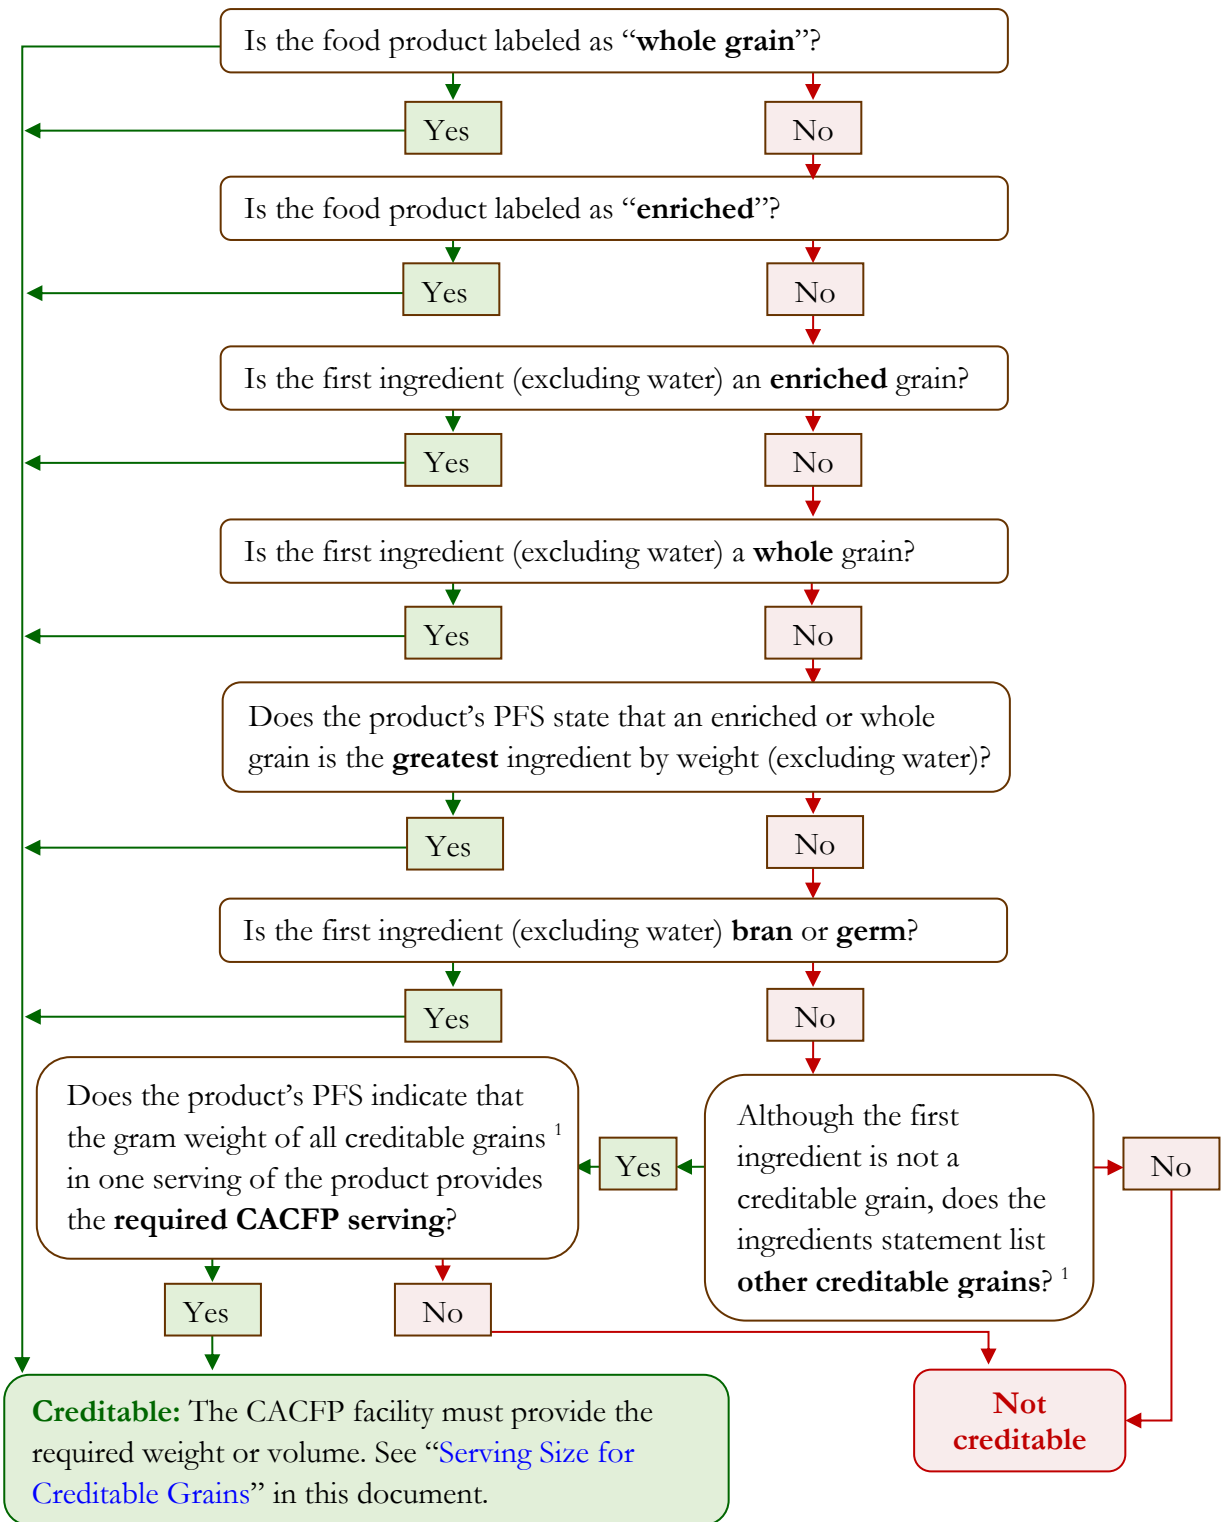 Is the food product labeled as “whole grain”?
Yes
No
Is the food product labeled as “enriched”?
Yes
No
Is the first ingredient (excluding water) an enriched grain?
Yes
No
Is the first ingredient (excluding water) a whole grain?
Yes
No
Does the product’s PFS state that an enriched or whole
grain is the greatest ingredient by weight (excluding water)?
Yes
No
Is the first ingredient (excluding water) bran or germ?
Yes
No
Although the first
ingredient is not a
creditable grain, does the
ingredients statement list
other creditable grains? 1
Yes
No
Does the product’s PFS indicate that
the gram weight of all creditable grains 1
in one serving of the product provides
the required CACFP serving?
Yes
No
Creditable: The CACFP facility must provide the
required weight or volume. See “Serving Size for
Creditable Grains” in this document.
Not
creditable